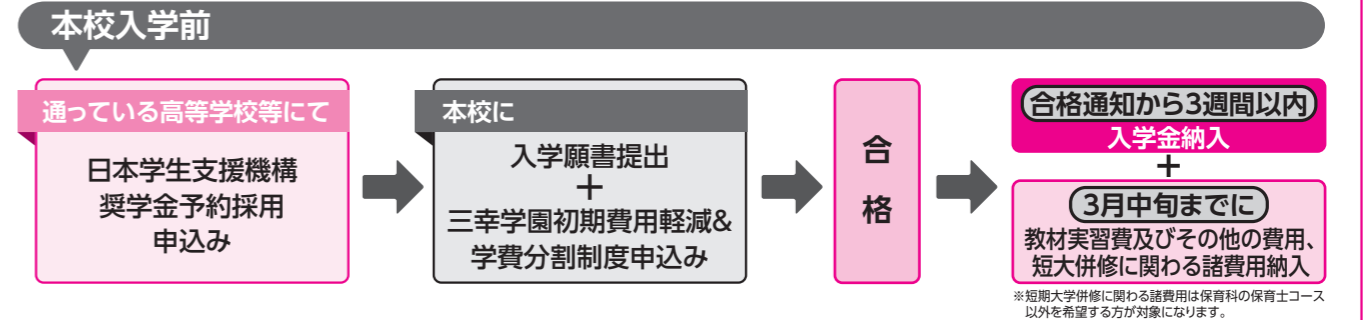 本校入学前
通っている高等学校等にて
日本学生支援機構
奨学金予約採用
申込み
本校に
入学願書提出
+
三幸学園初期費用軽減&
学費分割制度申込み
合
格
合格通知から3週間以内
入学金納入
+
3月中旬までに
教材実習費及びその他の費用、
短大併修に関わる諸費用納入
※短期大学併修に関わる諸費用は保育科の保育士コース
以外を希望する方が対象になります。